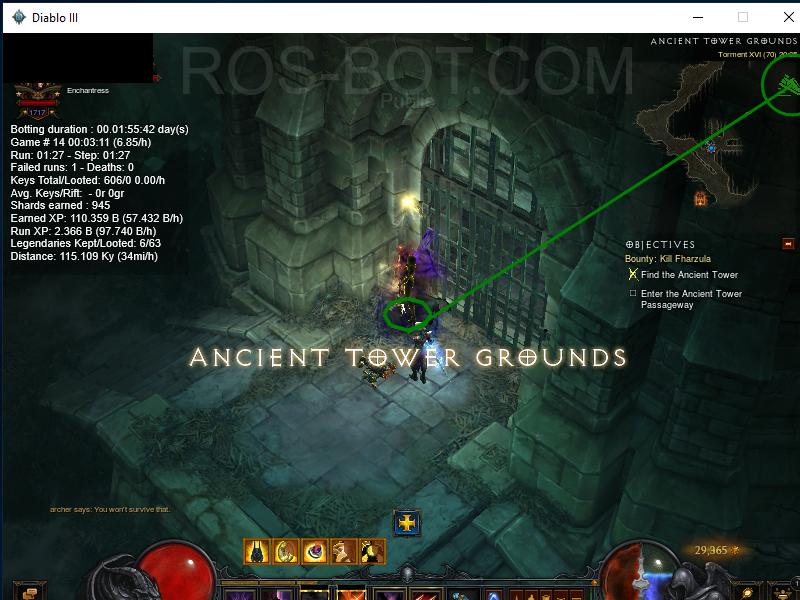 Diablo III
ANCIENT TOWER GROUNDS
ROS-BOT.COM
Public
Enchantress
1717
Botting duration : 00.01:55:42 day(s)
Game # 14 00:03:11 (6.85/h)
Run: 01:27 - Step: 01:27
Failed runs: 1 - Deaths: 0
Keys Total/Looted: 606/0 0.00/h
Avg. Keys/Rift: - 0r 0gr
Shards earned : 945
Earned XP: 110.359 B (57.432 B/h)
Run XP: 2.366 B (97.740 B/h)
Legendaries Kept/Looted: 6/63
Distance: 115.109 Ky (34mi/h)
Torment XVI (70)
OBJECTIVES
Bounty: Kill Fharzula
Find the Ancient Tower
Enter the Ancient Tower
Passageway
ANCIENT TOWER GROUNDS
archer says: You won't survive that.
29,365